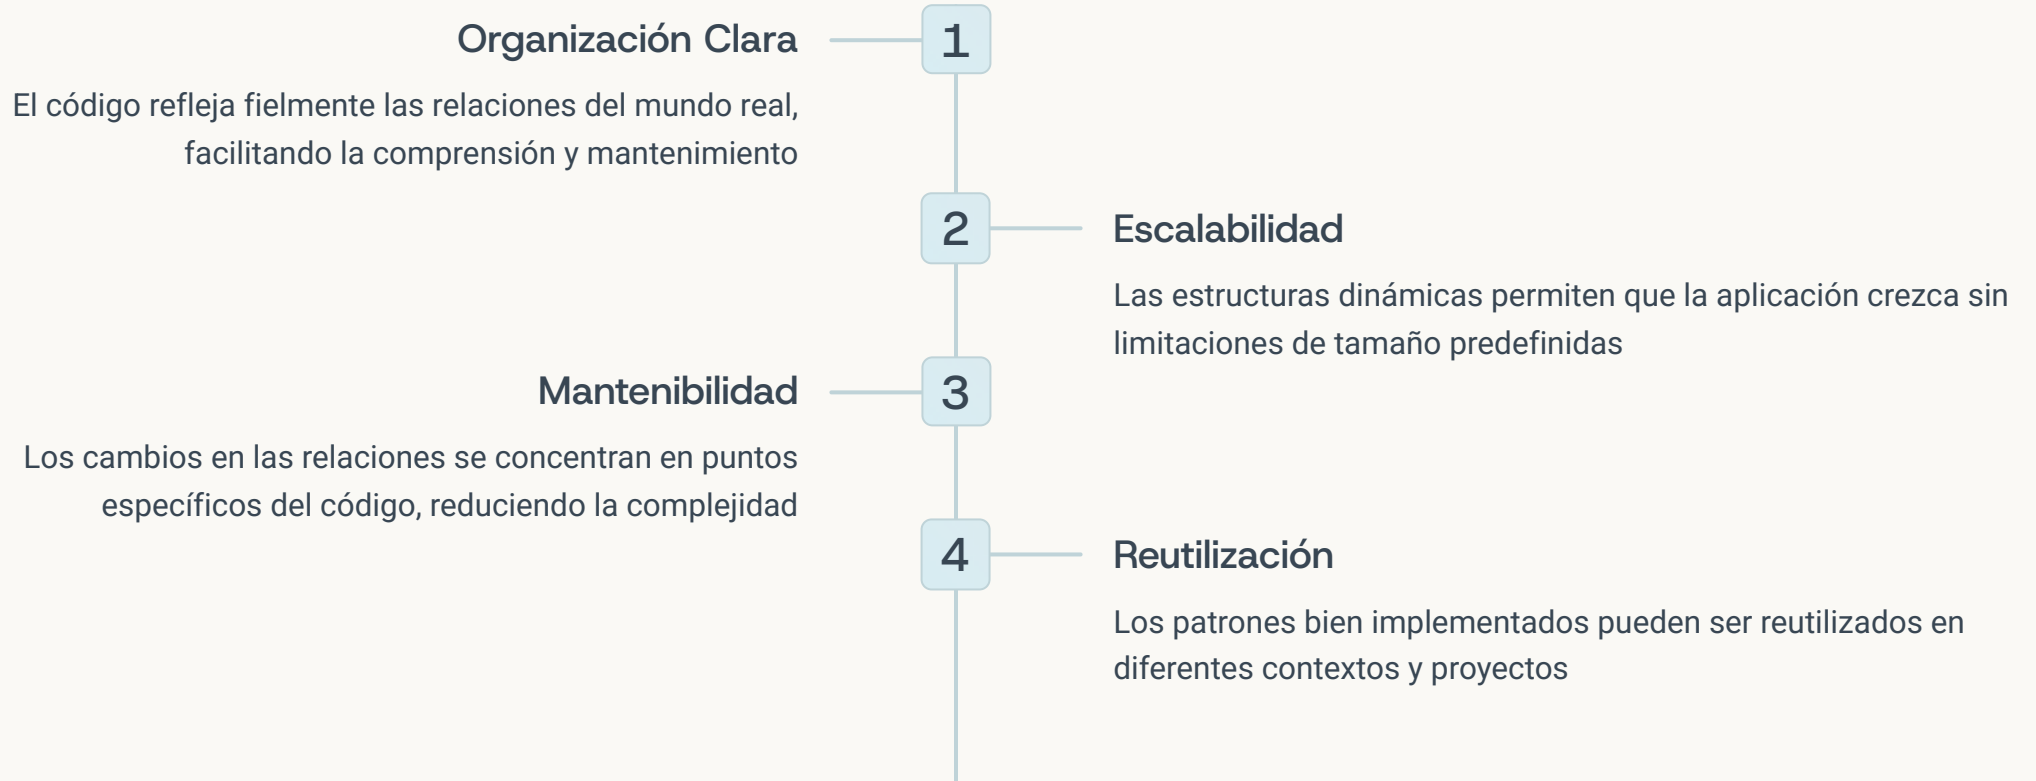 Organización Clara
1
El código refleja fielmente las relaciones del mundo real,
facilitando la comprensión y mantenimiento
2
Escalabilidad
Las estructuras dinámicas permiten que la aplicación crezca sin
limitaciones de tamaño predefinidas
Mantenibilidad
3
Los cambios en las relaciones se concentran en puntos
específicos del código, reduciendo la complejidad
4
Reutilización
Los patrones bien implementados pueden ser reutilizados en
diferentes contextos y proyectos